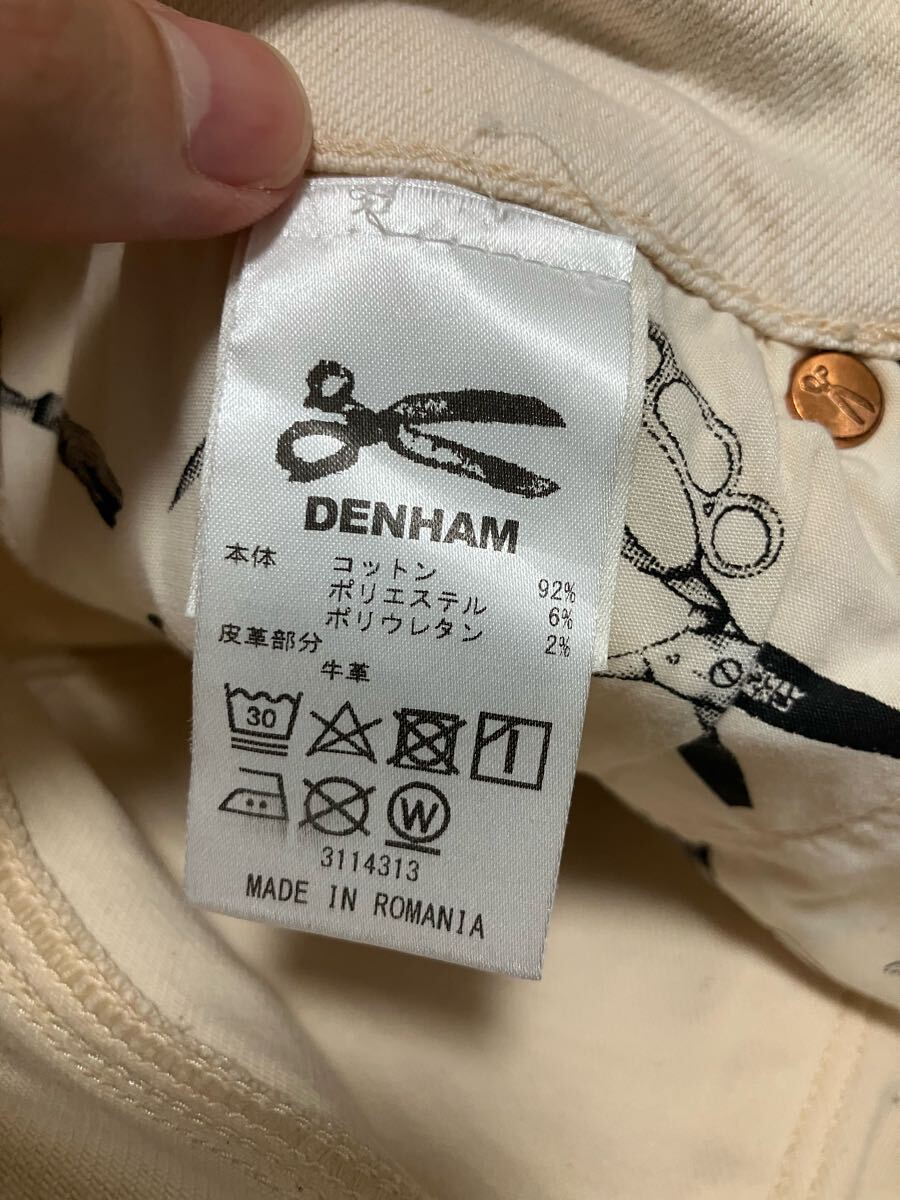 DENHAM
本体 コットン 92%
ポリエステル 6%
ポリウレタン 2%
皮革部分
牛革
30
W
3114313
MADE IN ROMANIA